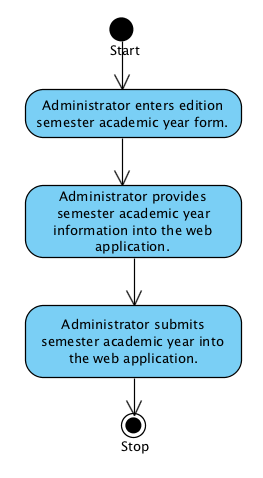 Start
Administrator enters edition
semester academic year form.
Administrator provides
semester academic year
information into the web
application.
Administrator submits
semester academic year into
the web application.
Stop